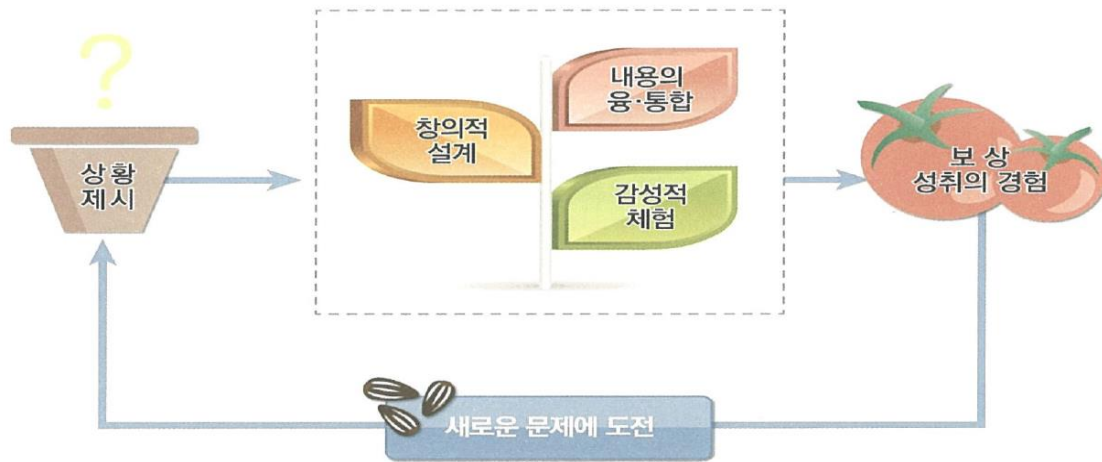 ?
상황
제시
창의적
설계
내용의
융·통합
감성적
체험
보 상
성취의 경험
새로운 문제에 도전